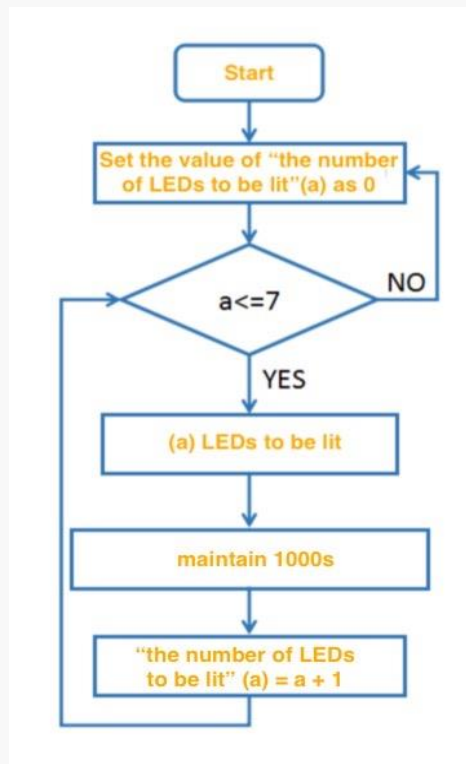 Start
Set the value of “the number
of LEDs to be lit”(a) as 0
a<=7
NO
YES
(a) LEDs to be lit
maintain 1000s
“the number of LEDs
to be lit” (a) = a + 1